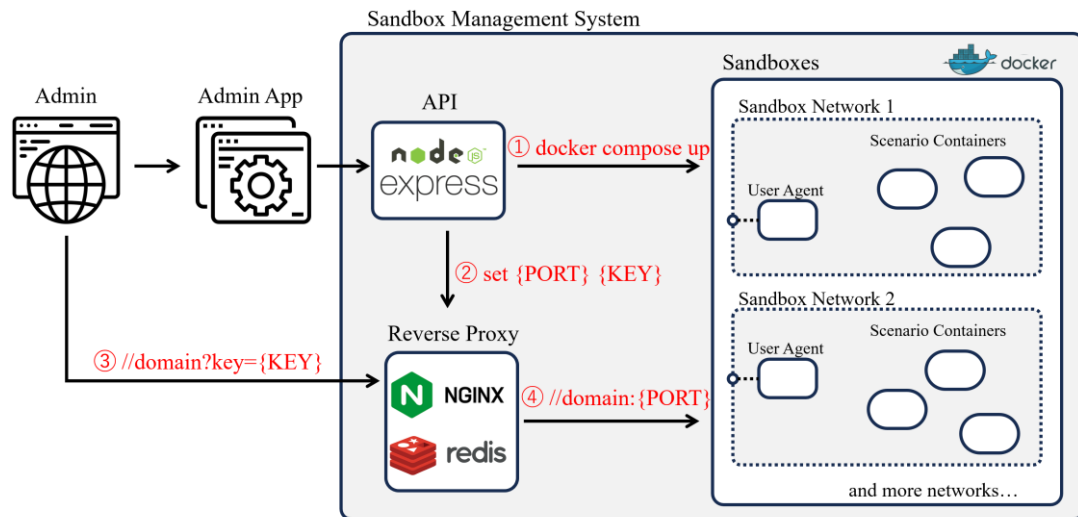 Sandbox Management System
Sandboxes
docker
Admin
Admin App
API
node JS
express
① docker compose up
② set {PORT} {KEY}
Reverse Proxy
③ //domain?key={KEY}
N
NGINX
redis
④ //domain:{PORT}
Sandbox Network 1
Scenario Containers
User Agent
Sandbox Network 2
Scenario Containers
User Agent
and more networks…